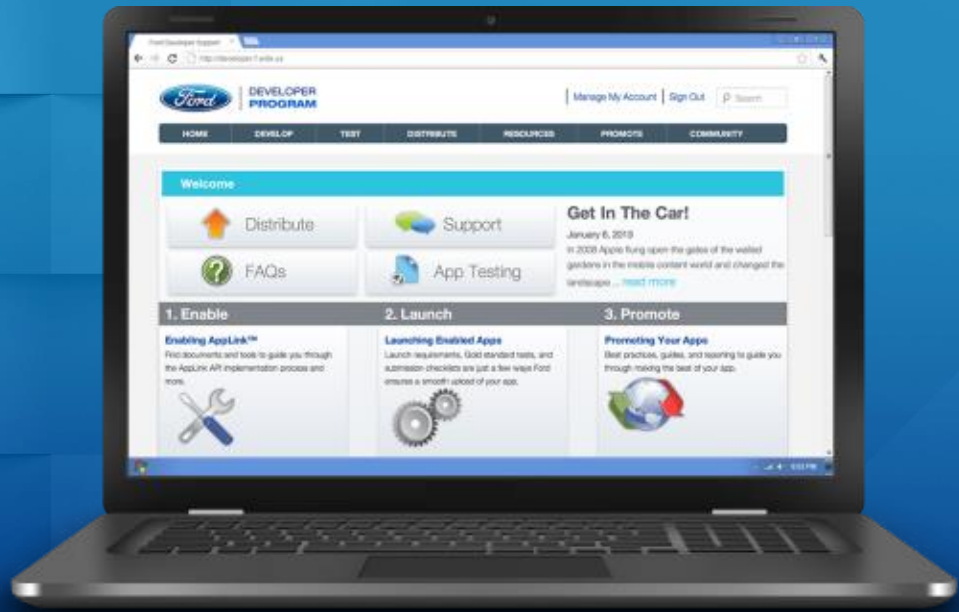 Ford Developer Support
Ford
DEVELOPER
PROGRAM
Manage My Account
Sign Out
Search
HOME
DEVELOP
TEST
DISTRIBUTE
RESOURCES
PROMOTE
COMMUNITY
Welcome
Distribute
Support
FAQs
App Testing
Get In The Car!
January 6, 2013
In 2008 Apple flung open the gates of the walled
gardens in the mobile content world and changed the
landscape ... read more
1. Enable
2. Launch
3. Promote
Enabling AppLink™
Find documents and tools to guide you through
the AppLink API implementation process and
more.
Launching Enabled Apps
Launch requirements, Gold standard tests, and
submission checklists are just a few ways Ford
ensures a smooth upload of your app.
Promoting Your Apps
Best practices, guides, and reporting to guide you
through making the best of your app.